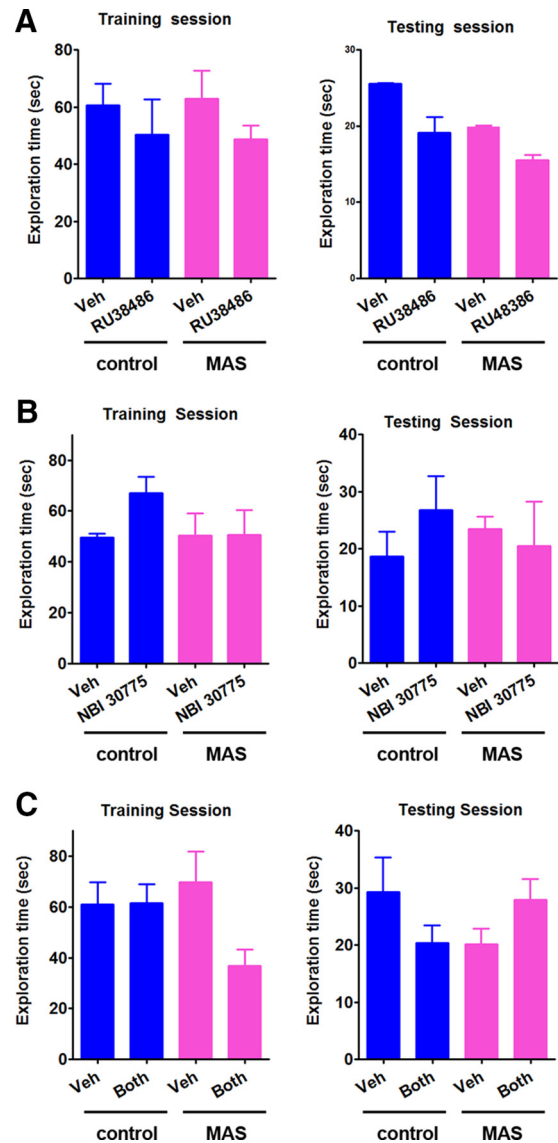 A
Training session
Testing session
Exploration time (sec)
80
60
40
20
0
Veh
RU38486
Veh
RU38486
control
MAS
Exploration time (sec)
30
20
10
0
Veh
RU38486
Veh
RU48386
control
MAS
B
Training Session
Testing Session
Exploration time (sec)
80
60
40
20
0
Veh
NBI 30775
Veh
NBI 30775
control
MAS
Exploration time (sec)
40
30
20
10
0
Veh
NBI 30775
Veh
NBI 30775
control
MAS
C
Training Session
Testing Session
Exploration time (sec)
80
60
40
20
0
Veh
Both
Veh
Both
control
MAS
Exploration time (sec)
40
30
20
10
0
Veh
Both
Veh
Both
control
MAS